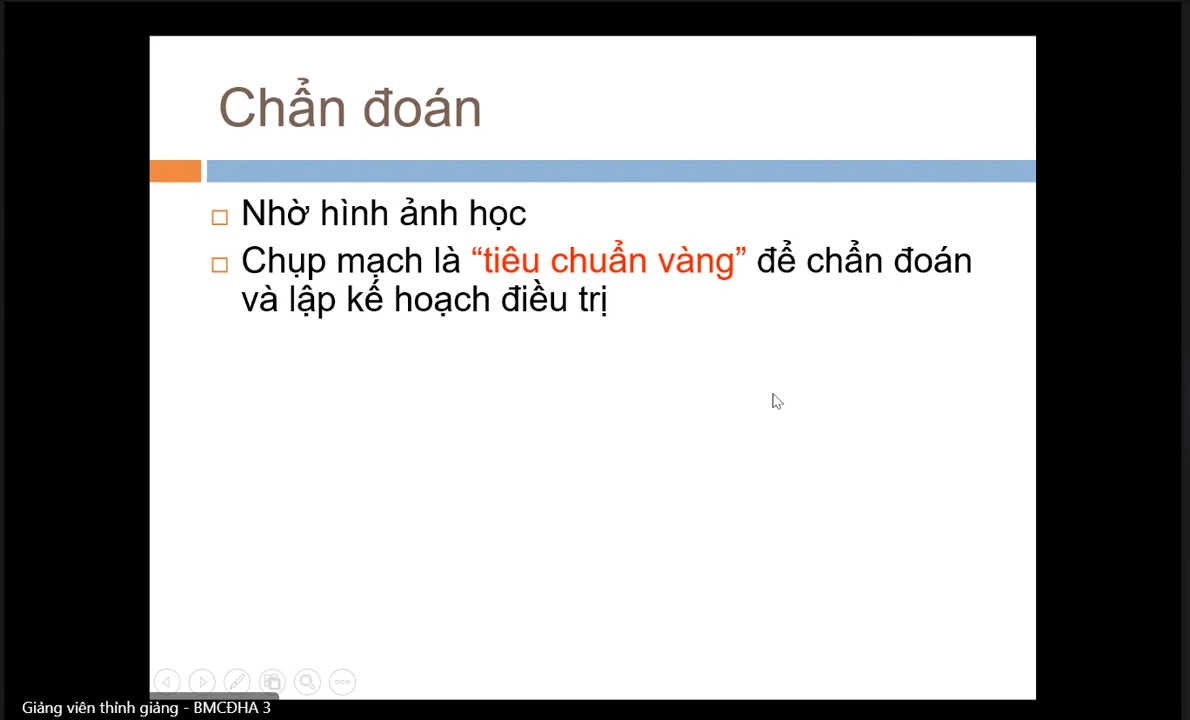 Chẩn đoán
Nhờ hình ảnh học
Chụp mạch là “tiêu chuẩn vàng” để chẩn đoán
và lập kế hoạch điều trị
Giảng viên thỉnh giảng - BMCĐHA 3